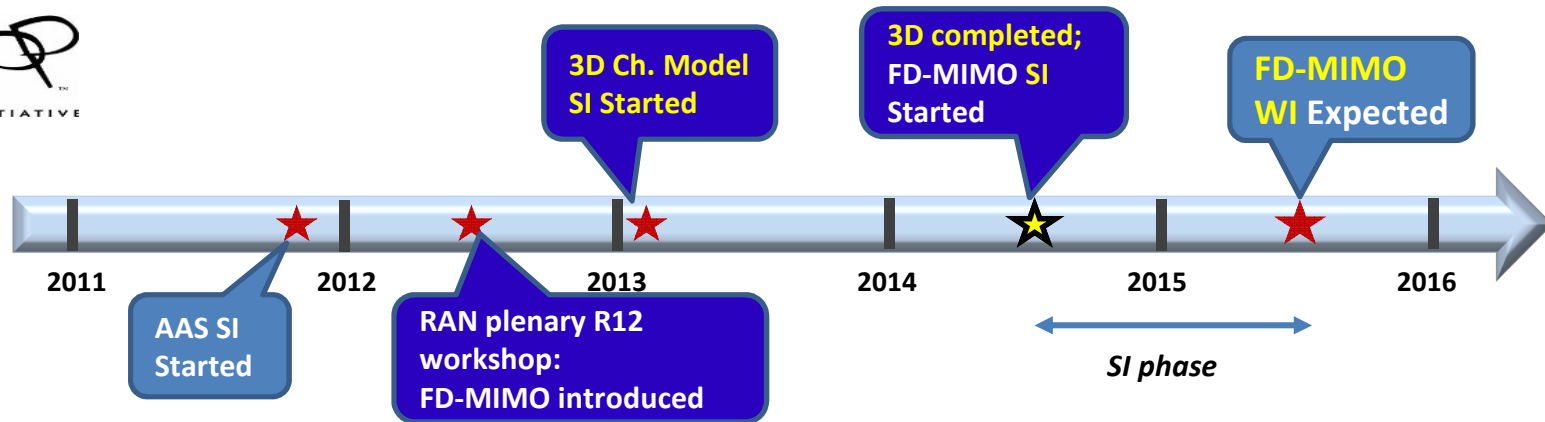 TM
TIATIVE
3D Ch. Model
SI Started
3D completed;
FD-MIMO SI
Started
FD-MIMO
WI Expected
2011
2012
2013
2014
2015
2016
AAS SI
Started
RAN plenary R12
workshop:
FD-MIMO introduced
SI phase